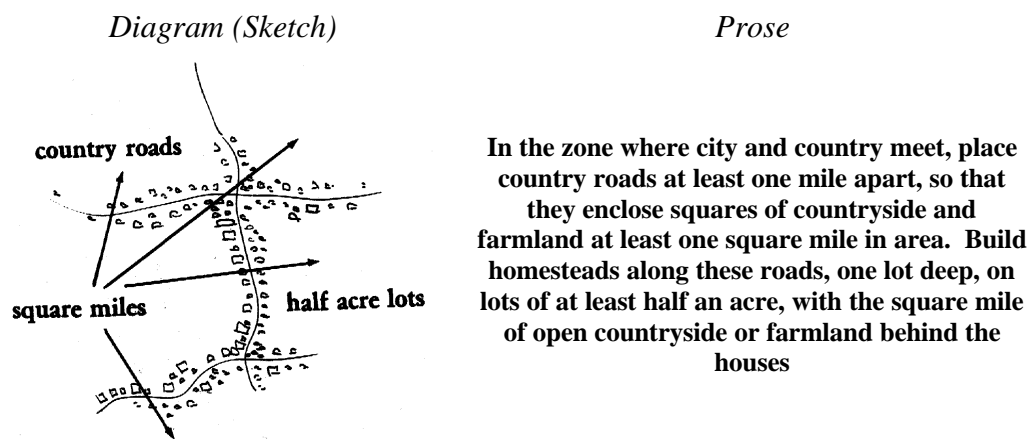 Diagram (Sketch)
country roads
square miles
half acre lots
Prose
In the zone where city and country meet, place
country roads at least one mile apart, so that
they enclose squares of countryside and
farmland at least one square mile in area.  Build
homesteads along these roads, one lot deep, on
lots of at least half an acre, with the square mile
of open countryside or farmland behind the
houses